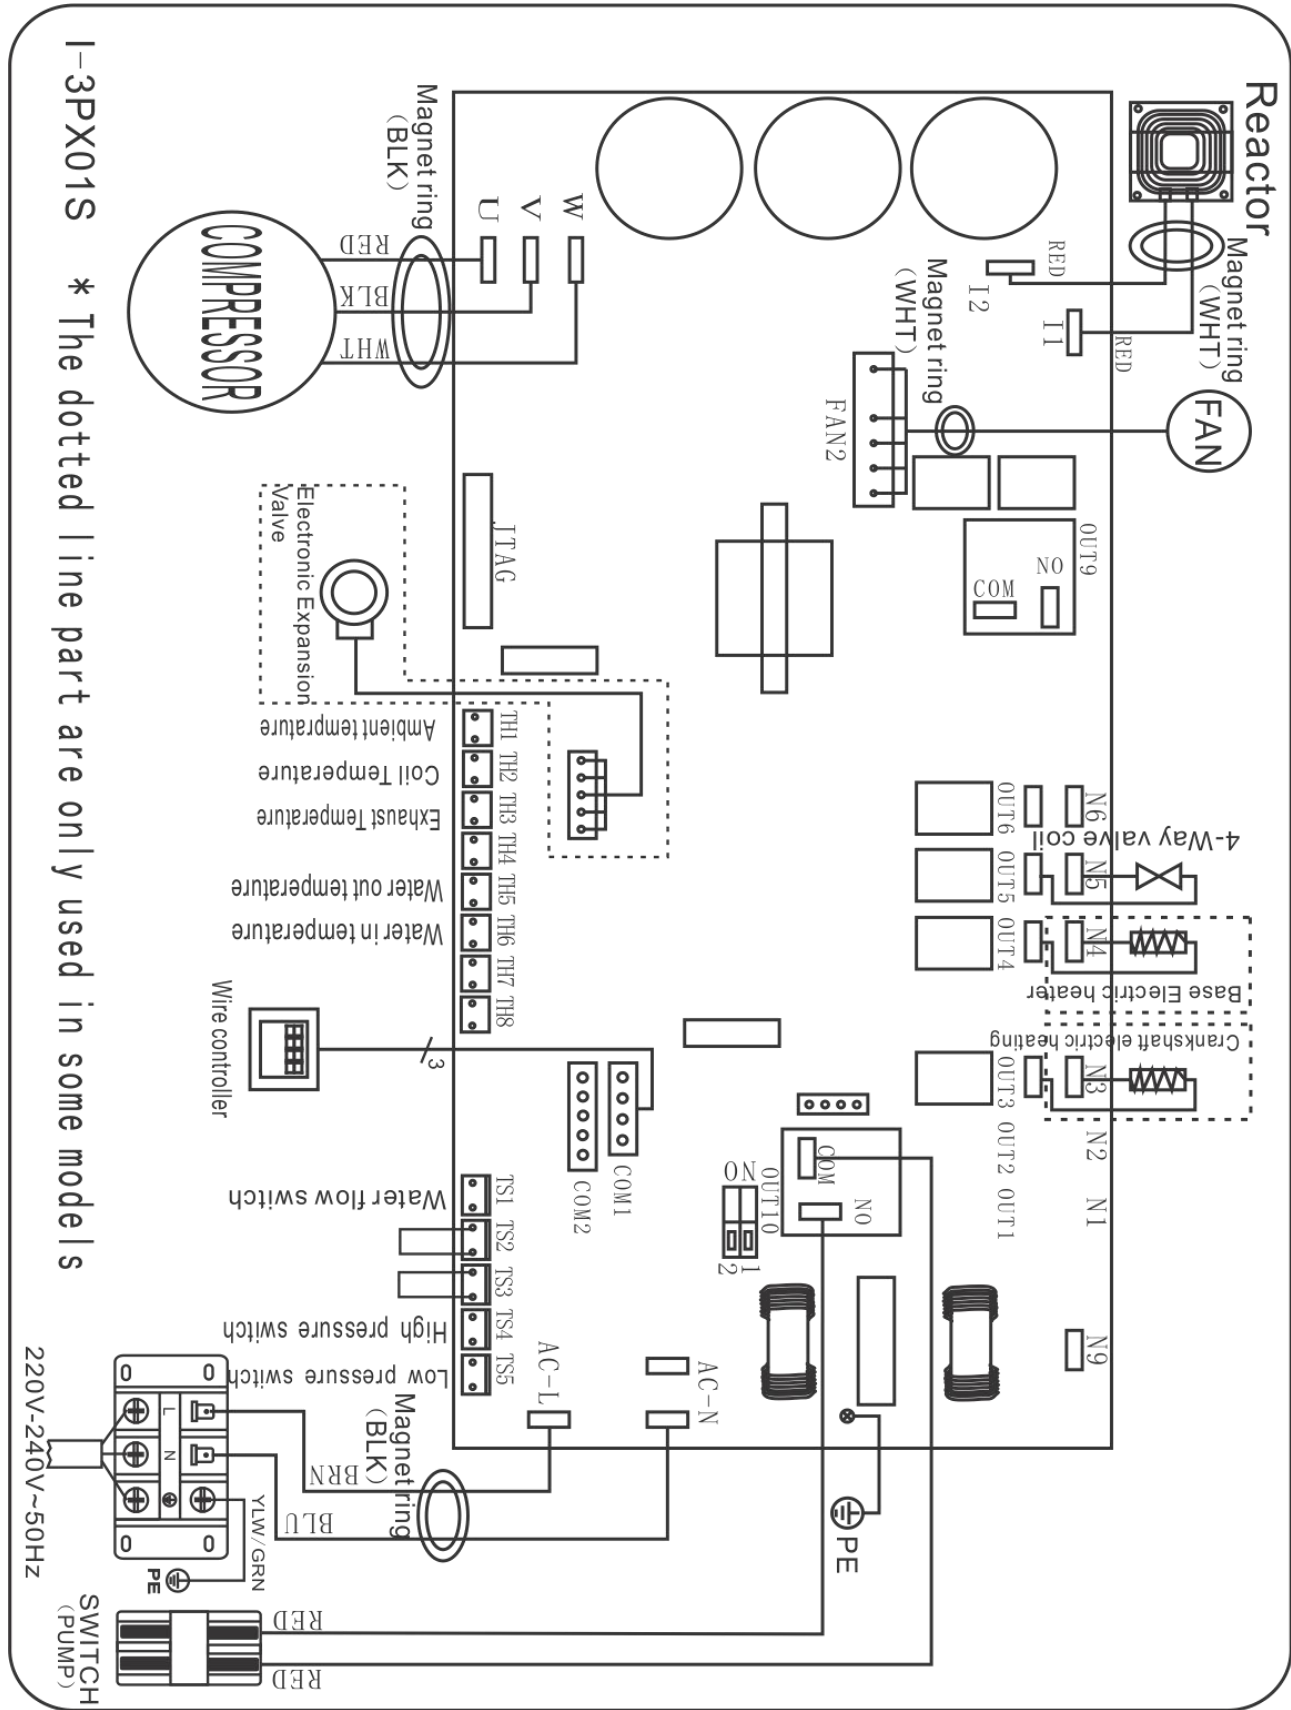 Reactor
Magnet ring
(WHT)
RED
RED
I2
I1
FAN
Magnet ring
(WHT)
FAN2
OUT9
NO
COM
W
V
U
Magnet ring
(BLK)
RED
BLK
WHT
COMPRESSOR
I-3PX01S
* The dotted line part are only used in some models
JTAG
Electronic Expansion
Valve
TH1
TH2
TH3
TH4
TH5
TH6
TH7
TH8
Ambient temprature
Coil Temperature
Exhaust Temperature
Water out temperature
Water in temperature
Wire controller
3
COM1
COM2
N6
OUT6
4-Way valve coil
N5
OUT5
N4
OUT4
Base Electric heater
Crankshaft electric heating
N3
OUT3
N2
OUT2
N1
OUT1
COM
NO
OUT10
ON
1
2
N9
TS1
TS2
TS3
TS4
TS5
Water flow switch
High pressure switch
Low pressure switch
AC-L
AC-N
Magnet ring
(BLK)
BRN
BLU
L
N
YLW/GRN
PE
PE
220V-240V~50Hz
SWITCH
(PUMP)
RED
RED